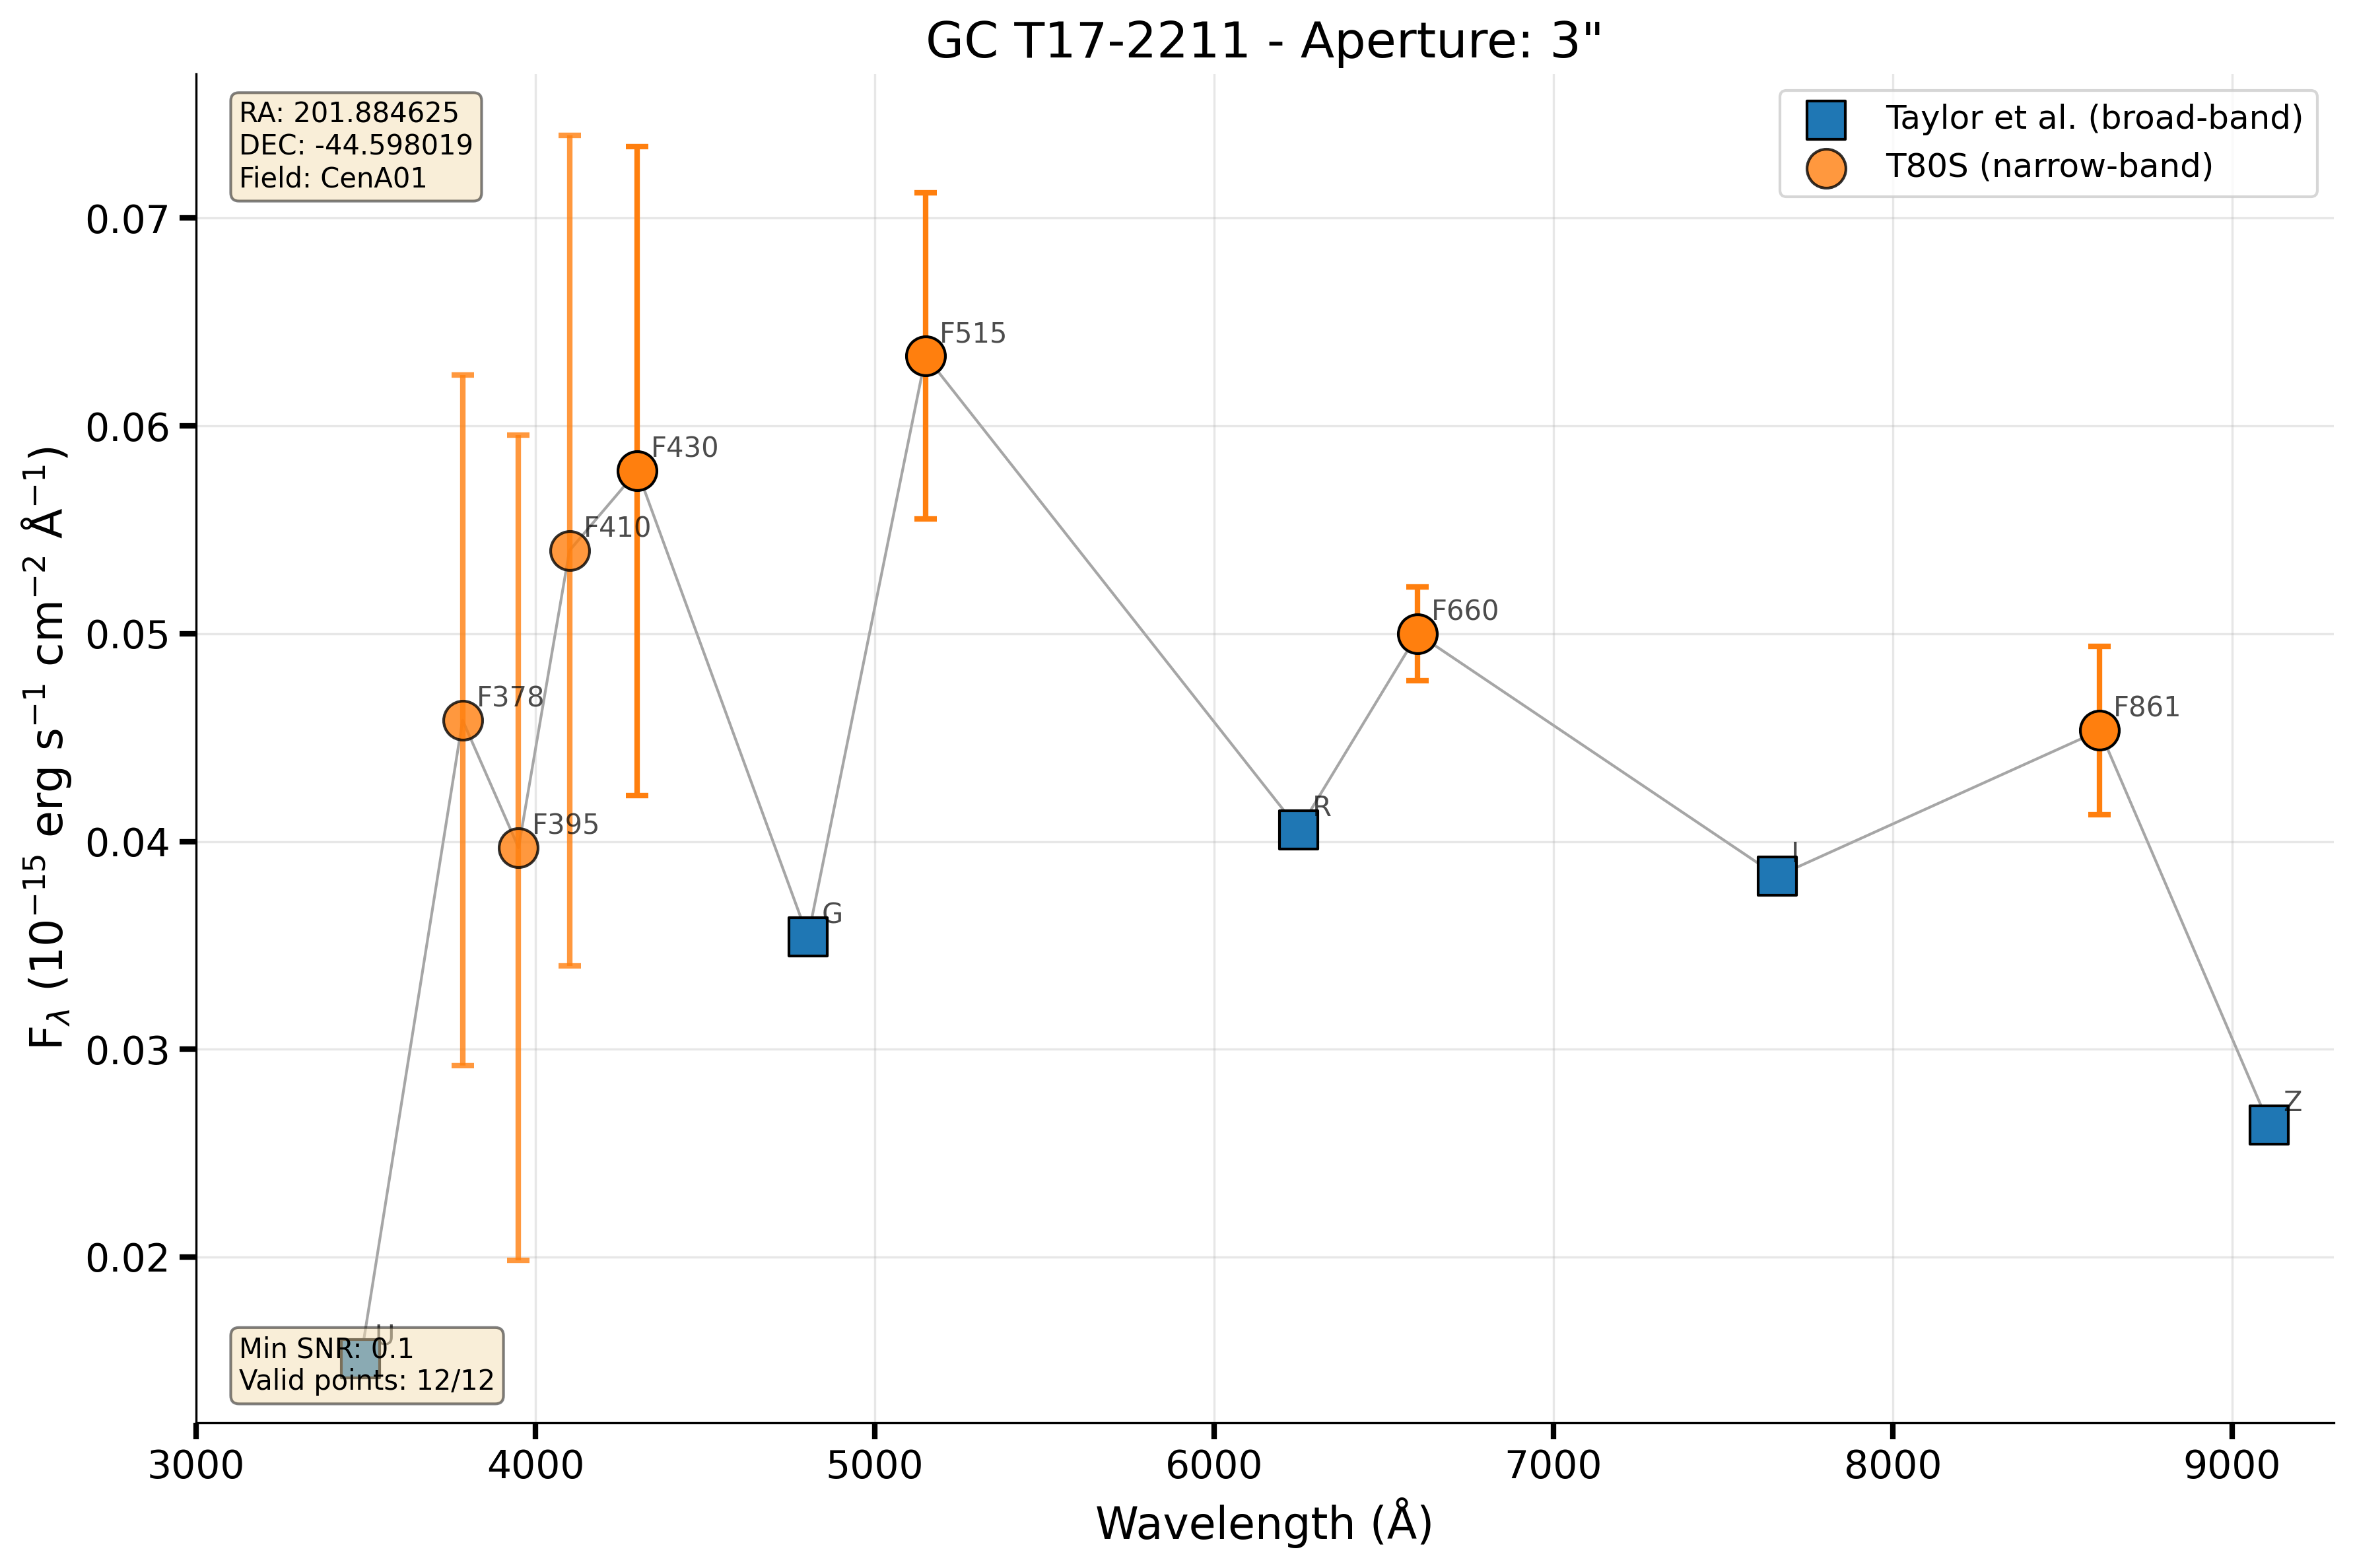 GC T17-2211 - Aperture: 3"
RA: 201.884625
DEC: -44.598019
Field: CenA01
Taylor et al. (broad-band)
T80S (narrow-band)
F515
F430
F410
F378
F395
F660
F861
R
I
G
Z
U
Min SNR: 0.1
Valid points: 12/12
0.07
0.06
0.05
0.04
0.03
0.02
F_λ (10⁻¹⁵ erg s⁻¹ cm⁻² Å⁻¹)
3000 4000 5000 6000 7000 8000 9000
Wavelength (Å)